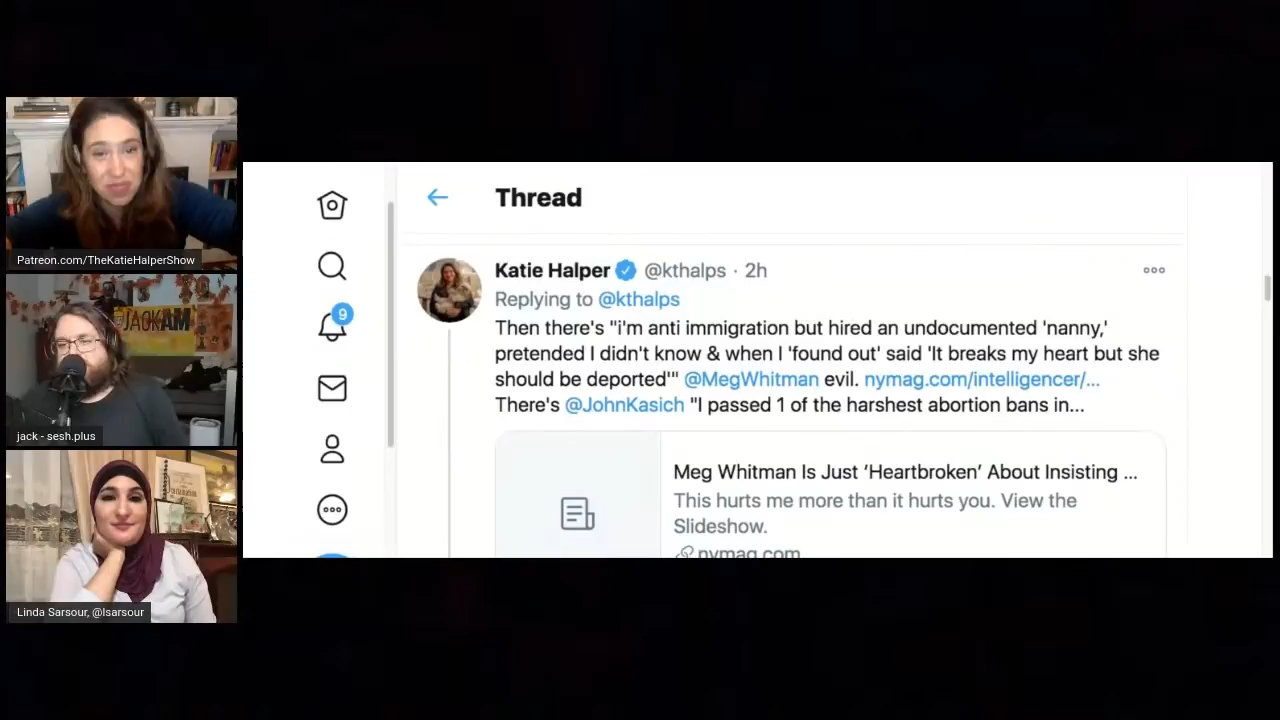 Patreon.com/TheKatieHalperShow
JACKAM
jack - sesh.plus
Linda Sarsour, @lsarsour
9
Thread
Katie Halper @kthalps · 2h
Replying to @kthalps
Then there's "i'm anti immigration but hired an undocumented 'nanny,'
pretended I didn't know & when I 'found out' said 'It breaks my heart but she
should be deported'" @MegWhitman evil. nymag.com/intelligencer/...
There's @JohnKasich "I passed 1 of the harshest abortion bans in...
Meg Whitman Is Just ‘Heartbroken’ About Insisting ...
This hurts me more than it hurts you. View the
Slideshow.
nymag.com